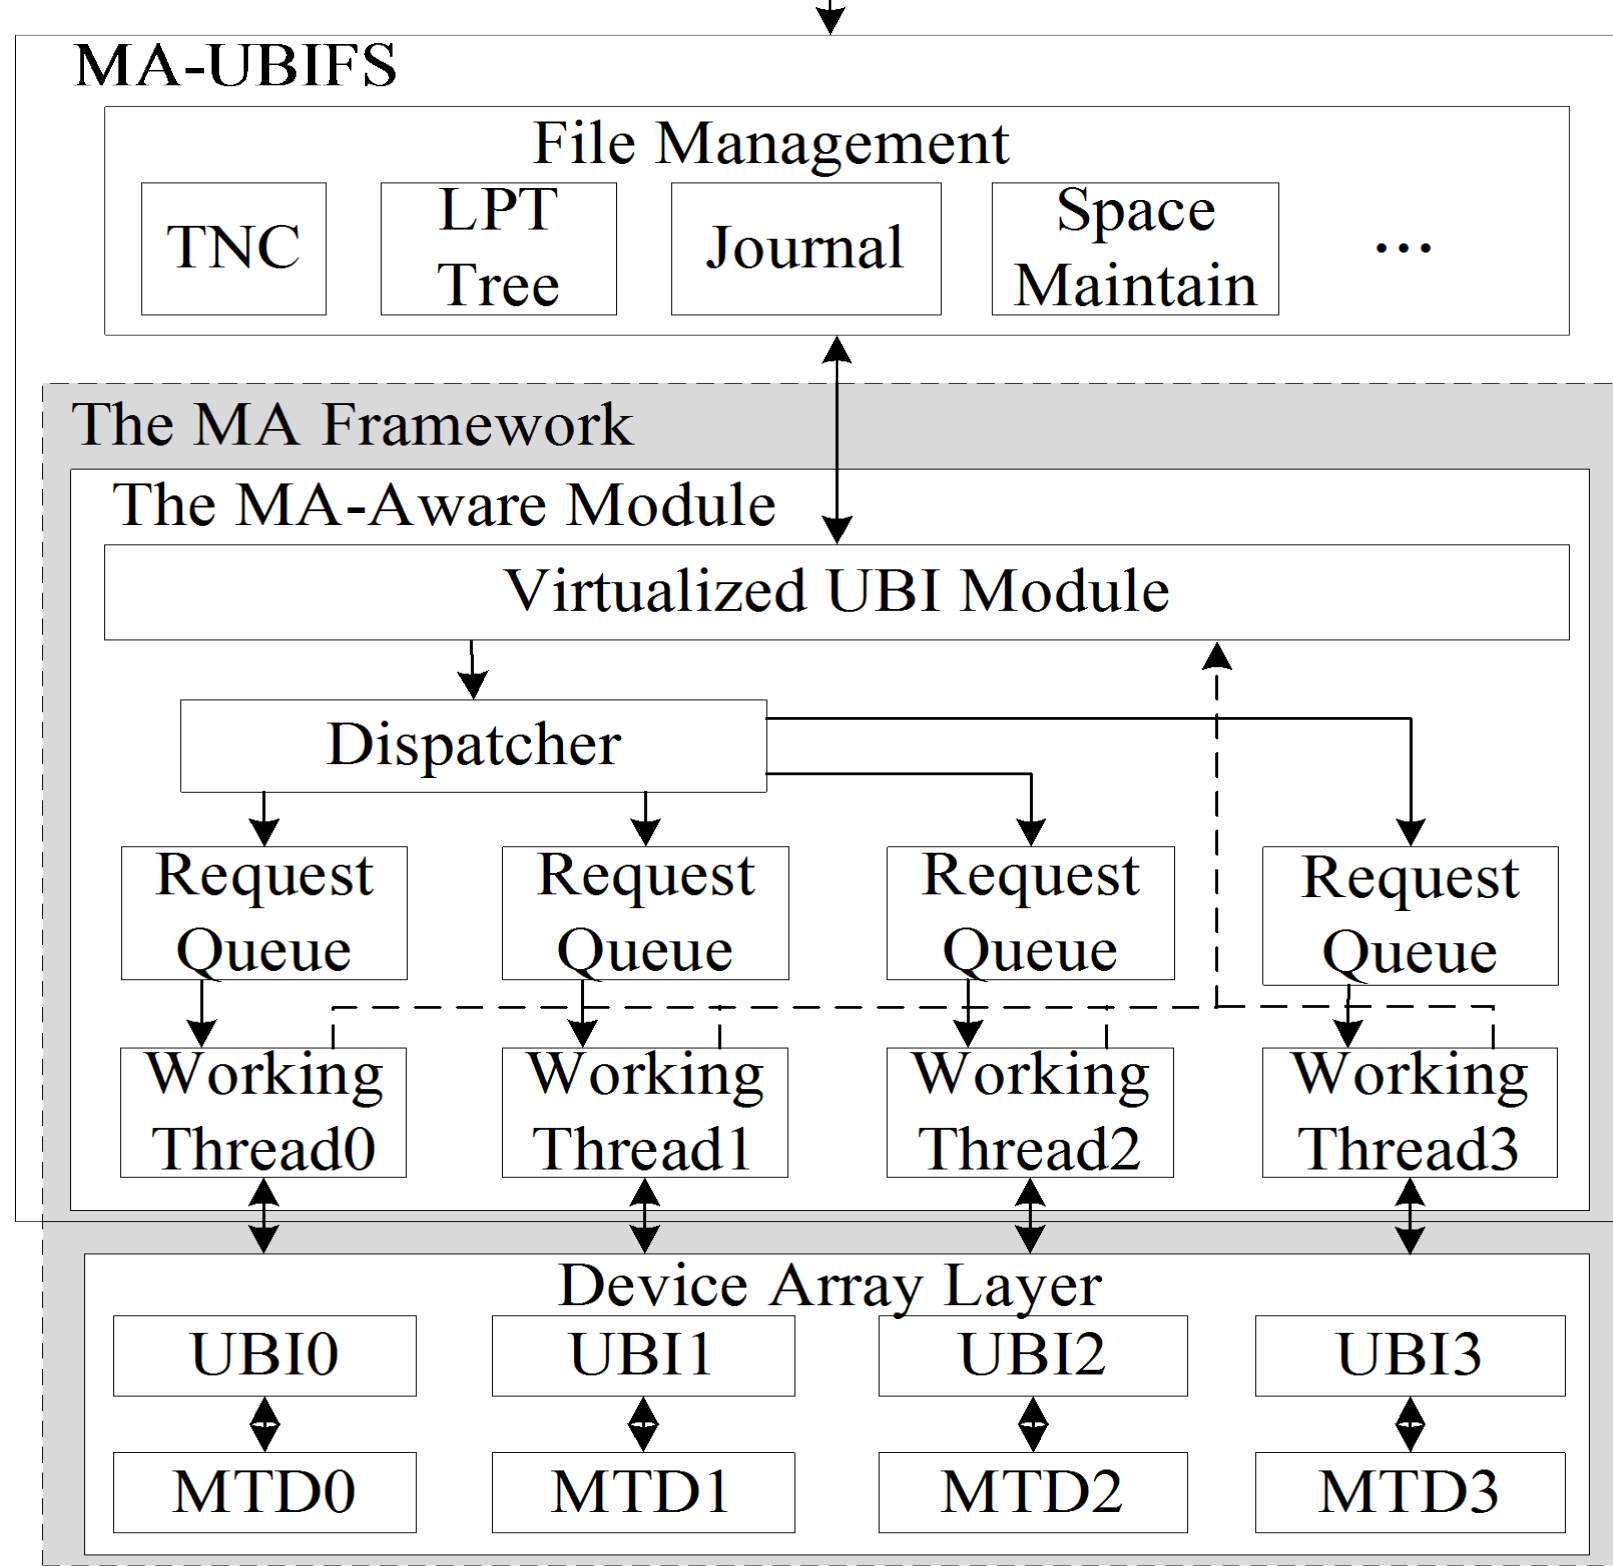 MA-UBIFS
File Management
TNC
LPT
Tree
Journal
Space
Maintain
...
The MA Framework
The MA-Aware Module
Virtualized UBI Module
Dispatcher
Request
Queue
Request
Queue
Request
Queue
Request
Queue
Working
Thread0
Working
Thread1
Working
Thread2
Working
Thread3
Device Array Layer
UBI0
UBI1
UBI2
UBI3
MTD0
MTD1
MTD2
MTD3